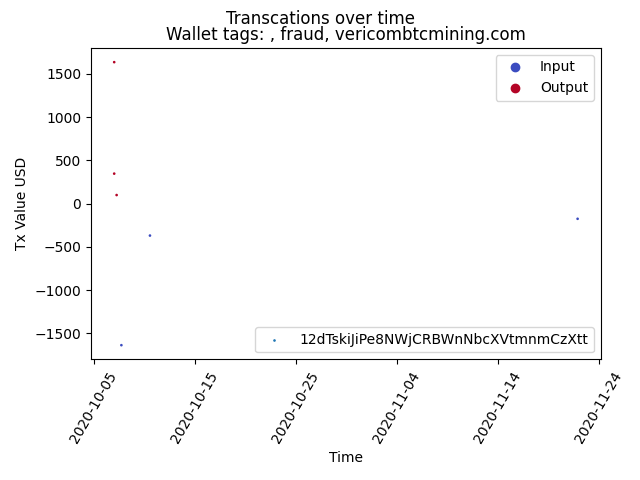 Transcations over time
Wallet tags: , fraud, vericombtcmining.com
1500
1000
500
0
−500
−1000
−1500
Tx Value USD
Input
Output
12dTskiJiPe8NWjCRBWnNbcXVtmnmCzXtt
2020-10-05
2020-10-15
2020-10-25
2020-11-04
2020-11-14
2020-11-24
Time